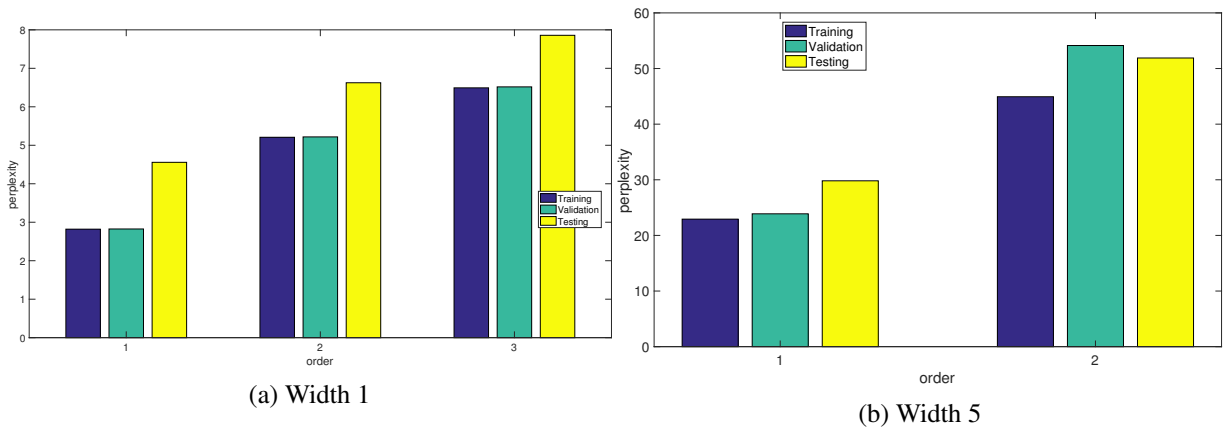 8
7
6
5
4
3
2
1
0
perplexity
1
2
3
order
Training
Validation
Testing
(a) Width 1
60
50
40
30
20
10
0
perplexity
1
2
order
Training
Validation
Testing
(b) Width 5